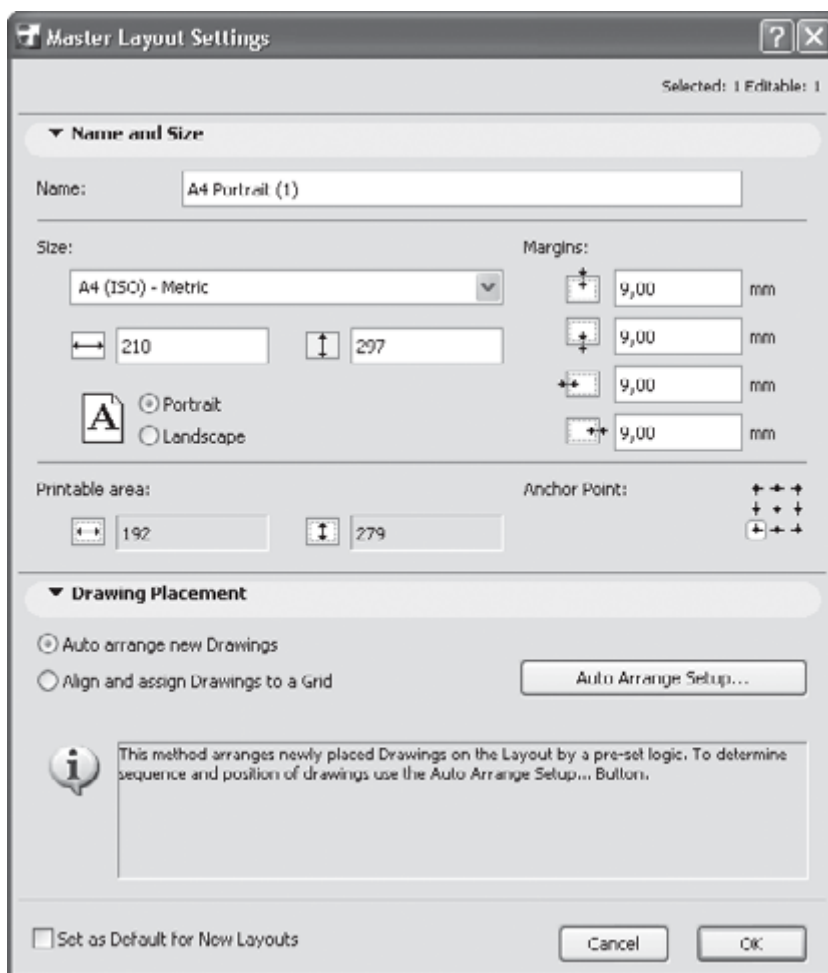 Master Layout Settings
Selected: 1 Editable: 1
Name and Size
Name: A4 Portrait (1)
Size: Margins:
A4 (ISO) - Metric 9,00 mm
210 297 9,00 mm
A Portrait 9,00 mm
Landscape 9,00 mm
Printable area: Anchor Point:
192 279
Drawing Placement
Auto arrange new Drawings
Align and assign Drawings to a Grid Auto Arrange Setup...
This method arranges newly placed Drawings on the Layout by a pre-set logic. To determine
sequence and position of drawings use the Auto Arrange Setup... Button.
Set as Default for New Layouts Cancel OK